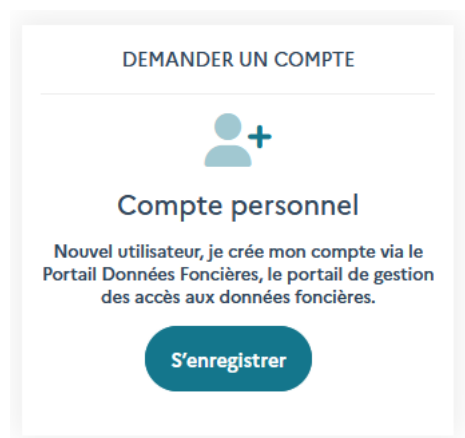 DEMANDER UN COMPTE
Compte personnel
Nouvel utilisateur, je crée mon compte via le
Portail Données Foncières, le portail de gestion
des accès aux données foncières.
S'enregistrer